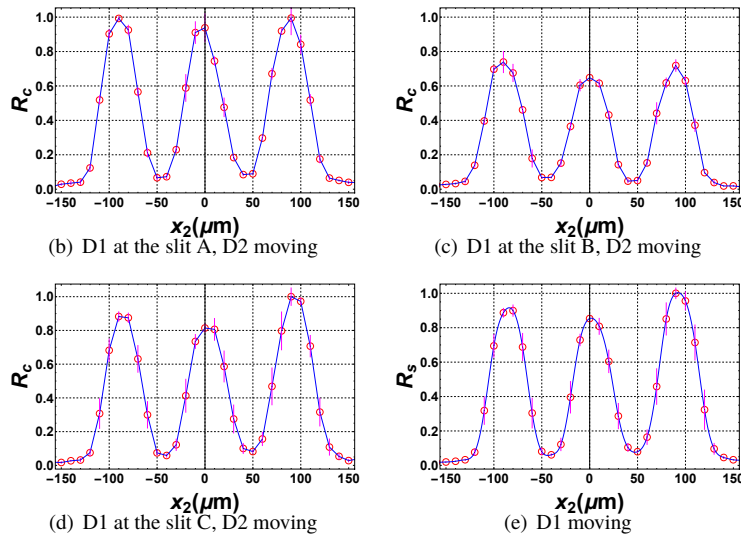 1.0
0.8
0.6
0.4
0.2
0.0
R_c
−150 −100 −50 0 50 100 150
x_2(μm)
(b) D1 at the slit A, D2 moving
1.0
0.8
0.6
0.4
0.2
0.0
R_c
−150 −100 −50 0 50 100 150
x_2(μm)
(c) D1 at the slit B, D2 moving
1.0
0.8
0.6
0.4
0.2
0.0
R_c
−150 −100 −50 0 50 100 150
x_2(μm)
(d) D1 at the slit C, D2 moving
1.0
0.8
0.6
0.4
0.2
0.0
R_s
−150 −100 −50 0 50 100 150
x_2(μm)
(e) D1 moving